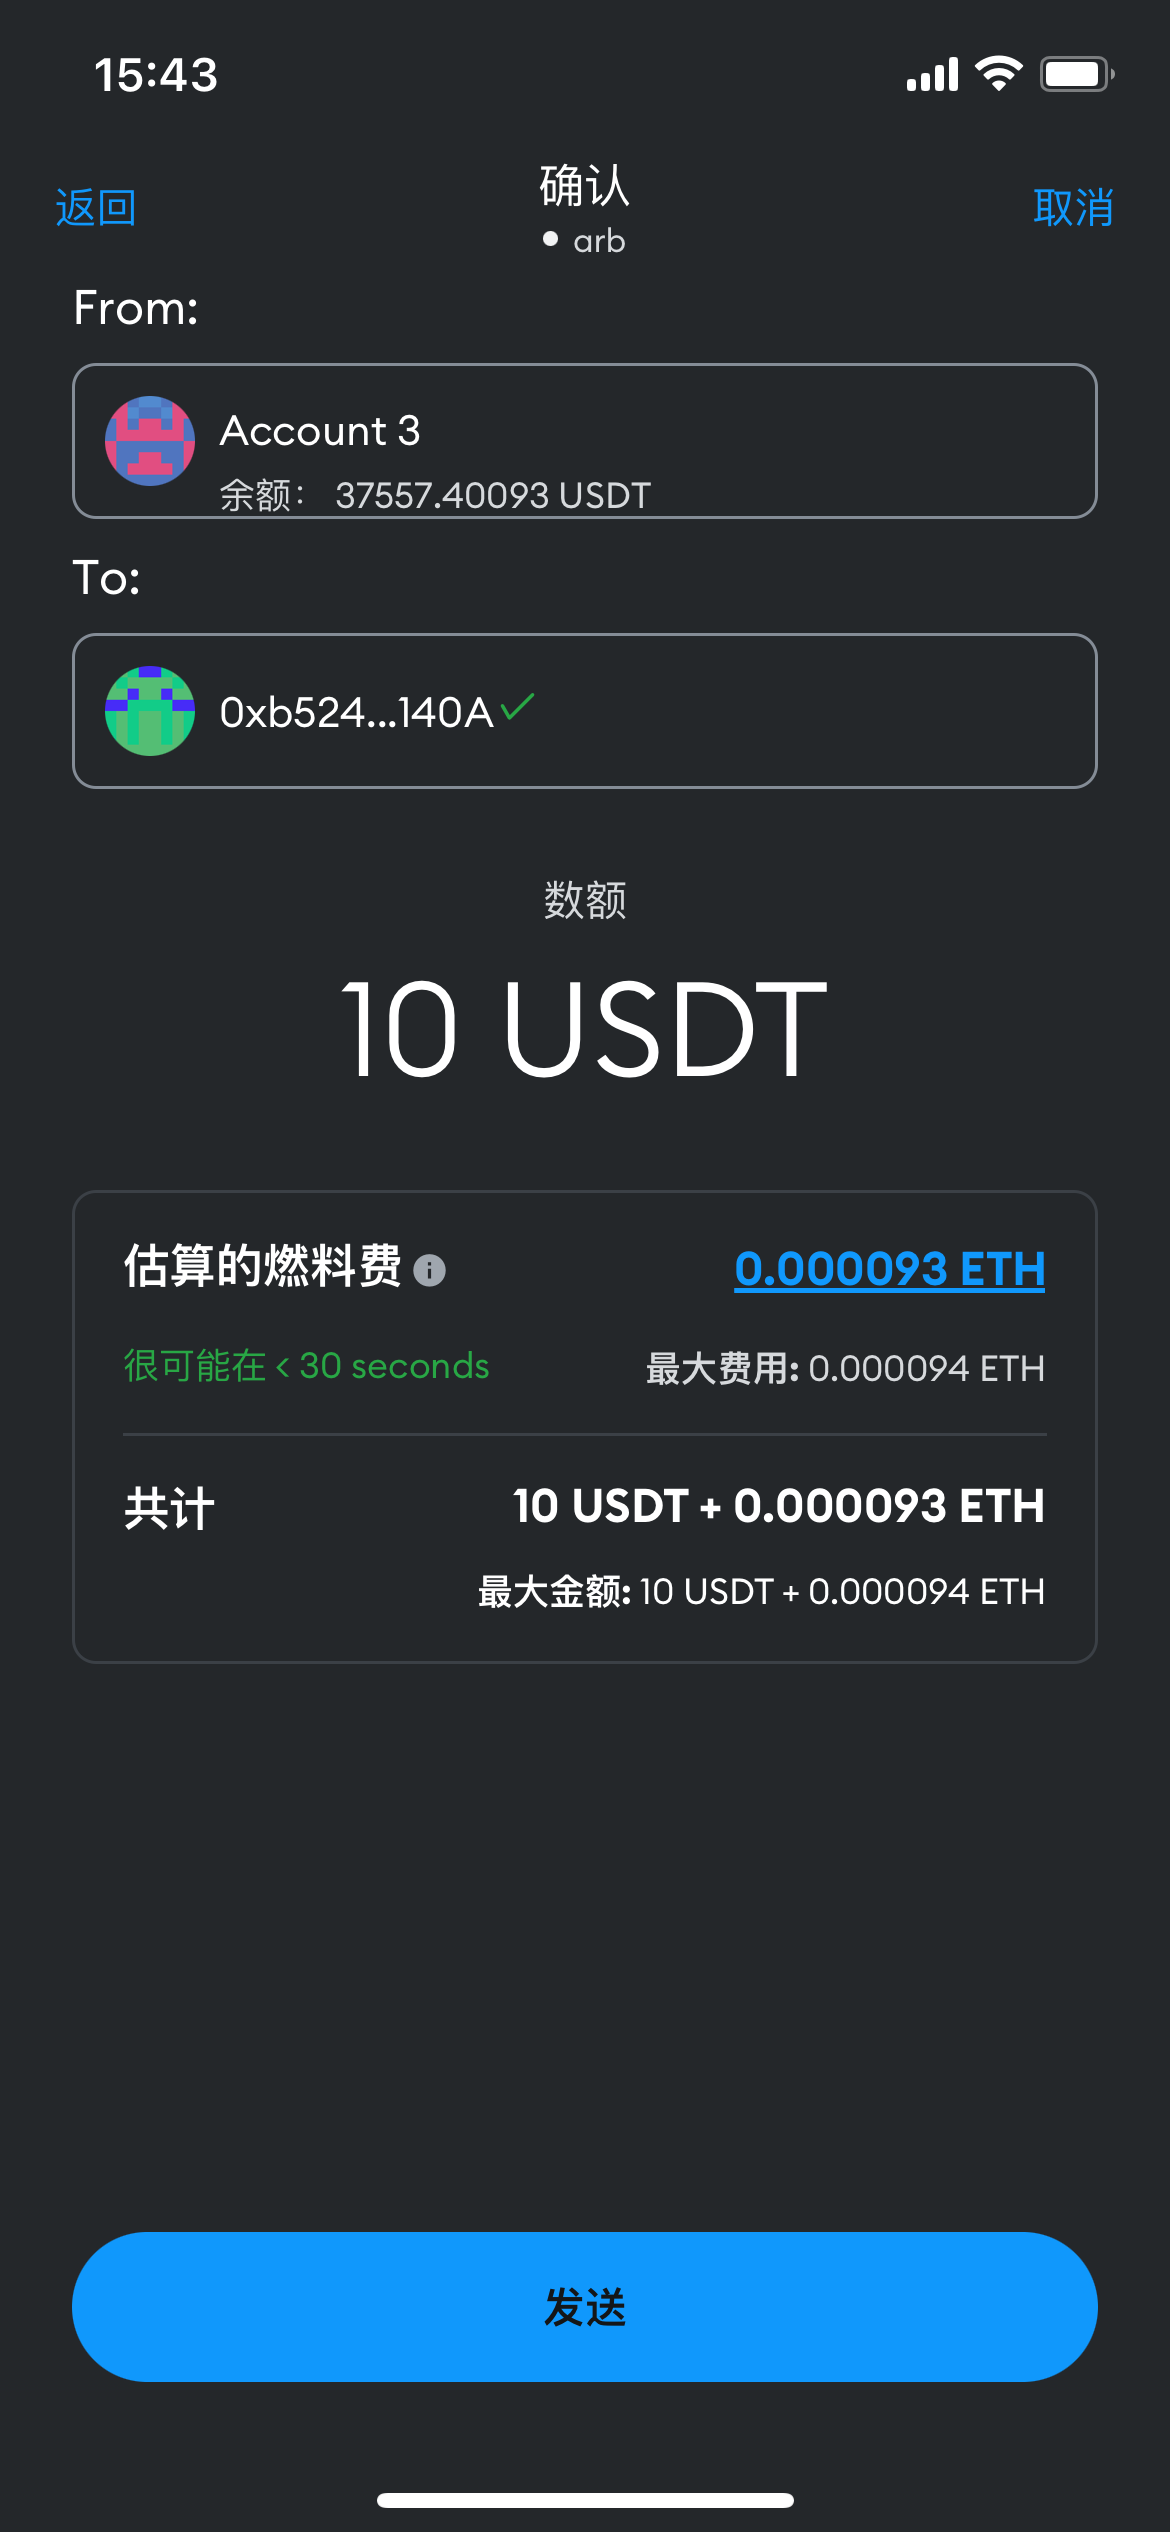 15:43
返回
确认
取消
arb
From:
Account 3
余额： 37557.40093 USDT
To:
0xb524...140A
数额
10 USDT
估算的燃料费
0.000093 ETH
很可能在 < 30 seconds
最大费用: 0.000094 ETH
共计
10 USDT + 0.000093 ETH
最大金额: 10 USDT + 0.000094 ETH
发送